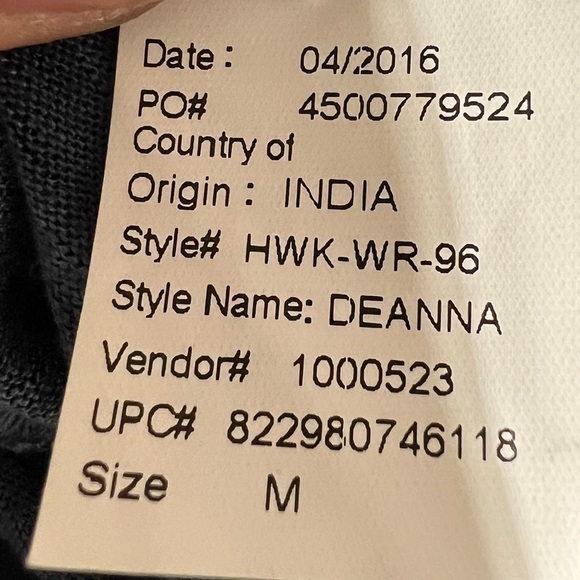 Date : 04/2016
PO# 4500779524
Country of
Origin : INDIA
Style# HWK-WR-96
Style Name: DEANNA
Vendor# 1000523
UPC# 822980746118
Size M